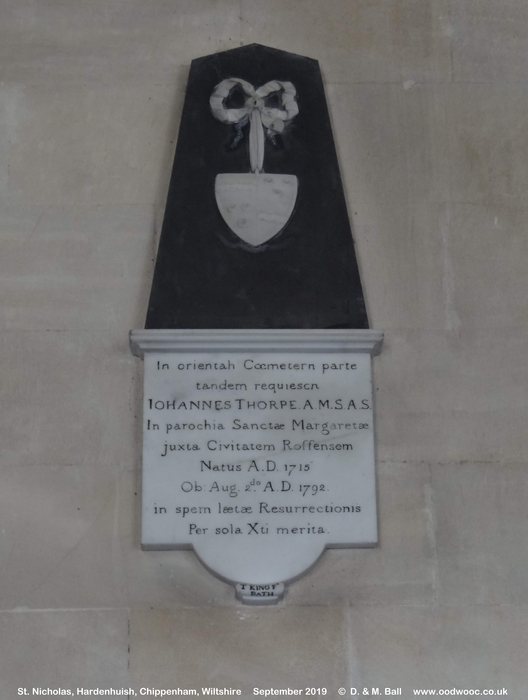 In orientali Cœmeterii parte
tandem requiescit
IOHANNES THORPE. A.M.S.A.S.
In parochia Sanctæ Margaretæ
juxta Civitatem Roffensem
Natus A.D. 1715
Ob: Aug. 2do A.D. 1792.
in spem lætæ Resurrectionis
Per sola Xti merita.
T KING Ft
BATH
St. Nicholas, Hardenhuish, Chippenham, Wiltshire September 2019 © D. & M. Ball www.oodwooc.co.uk